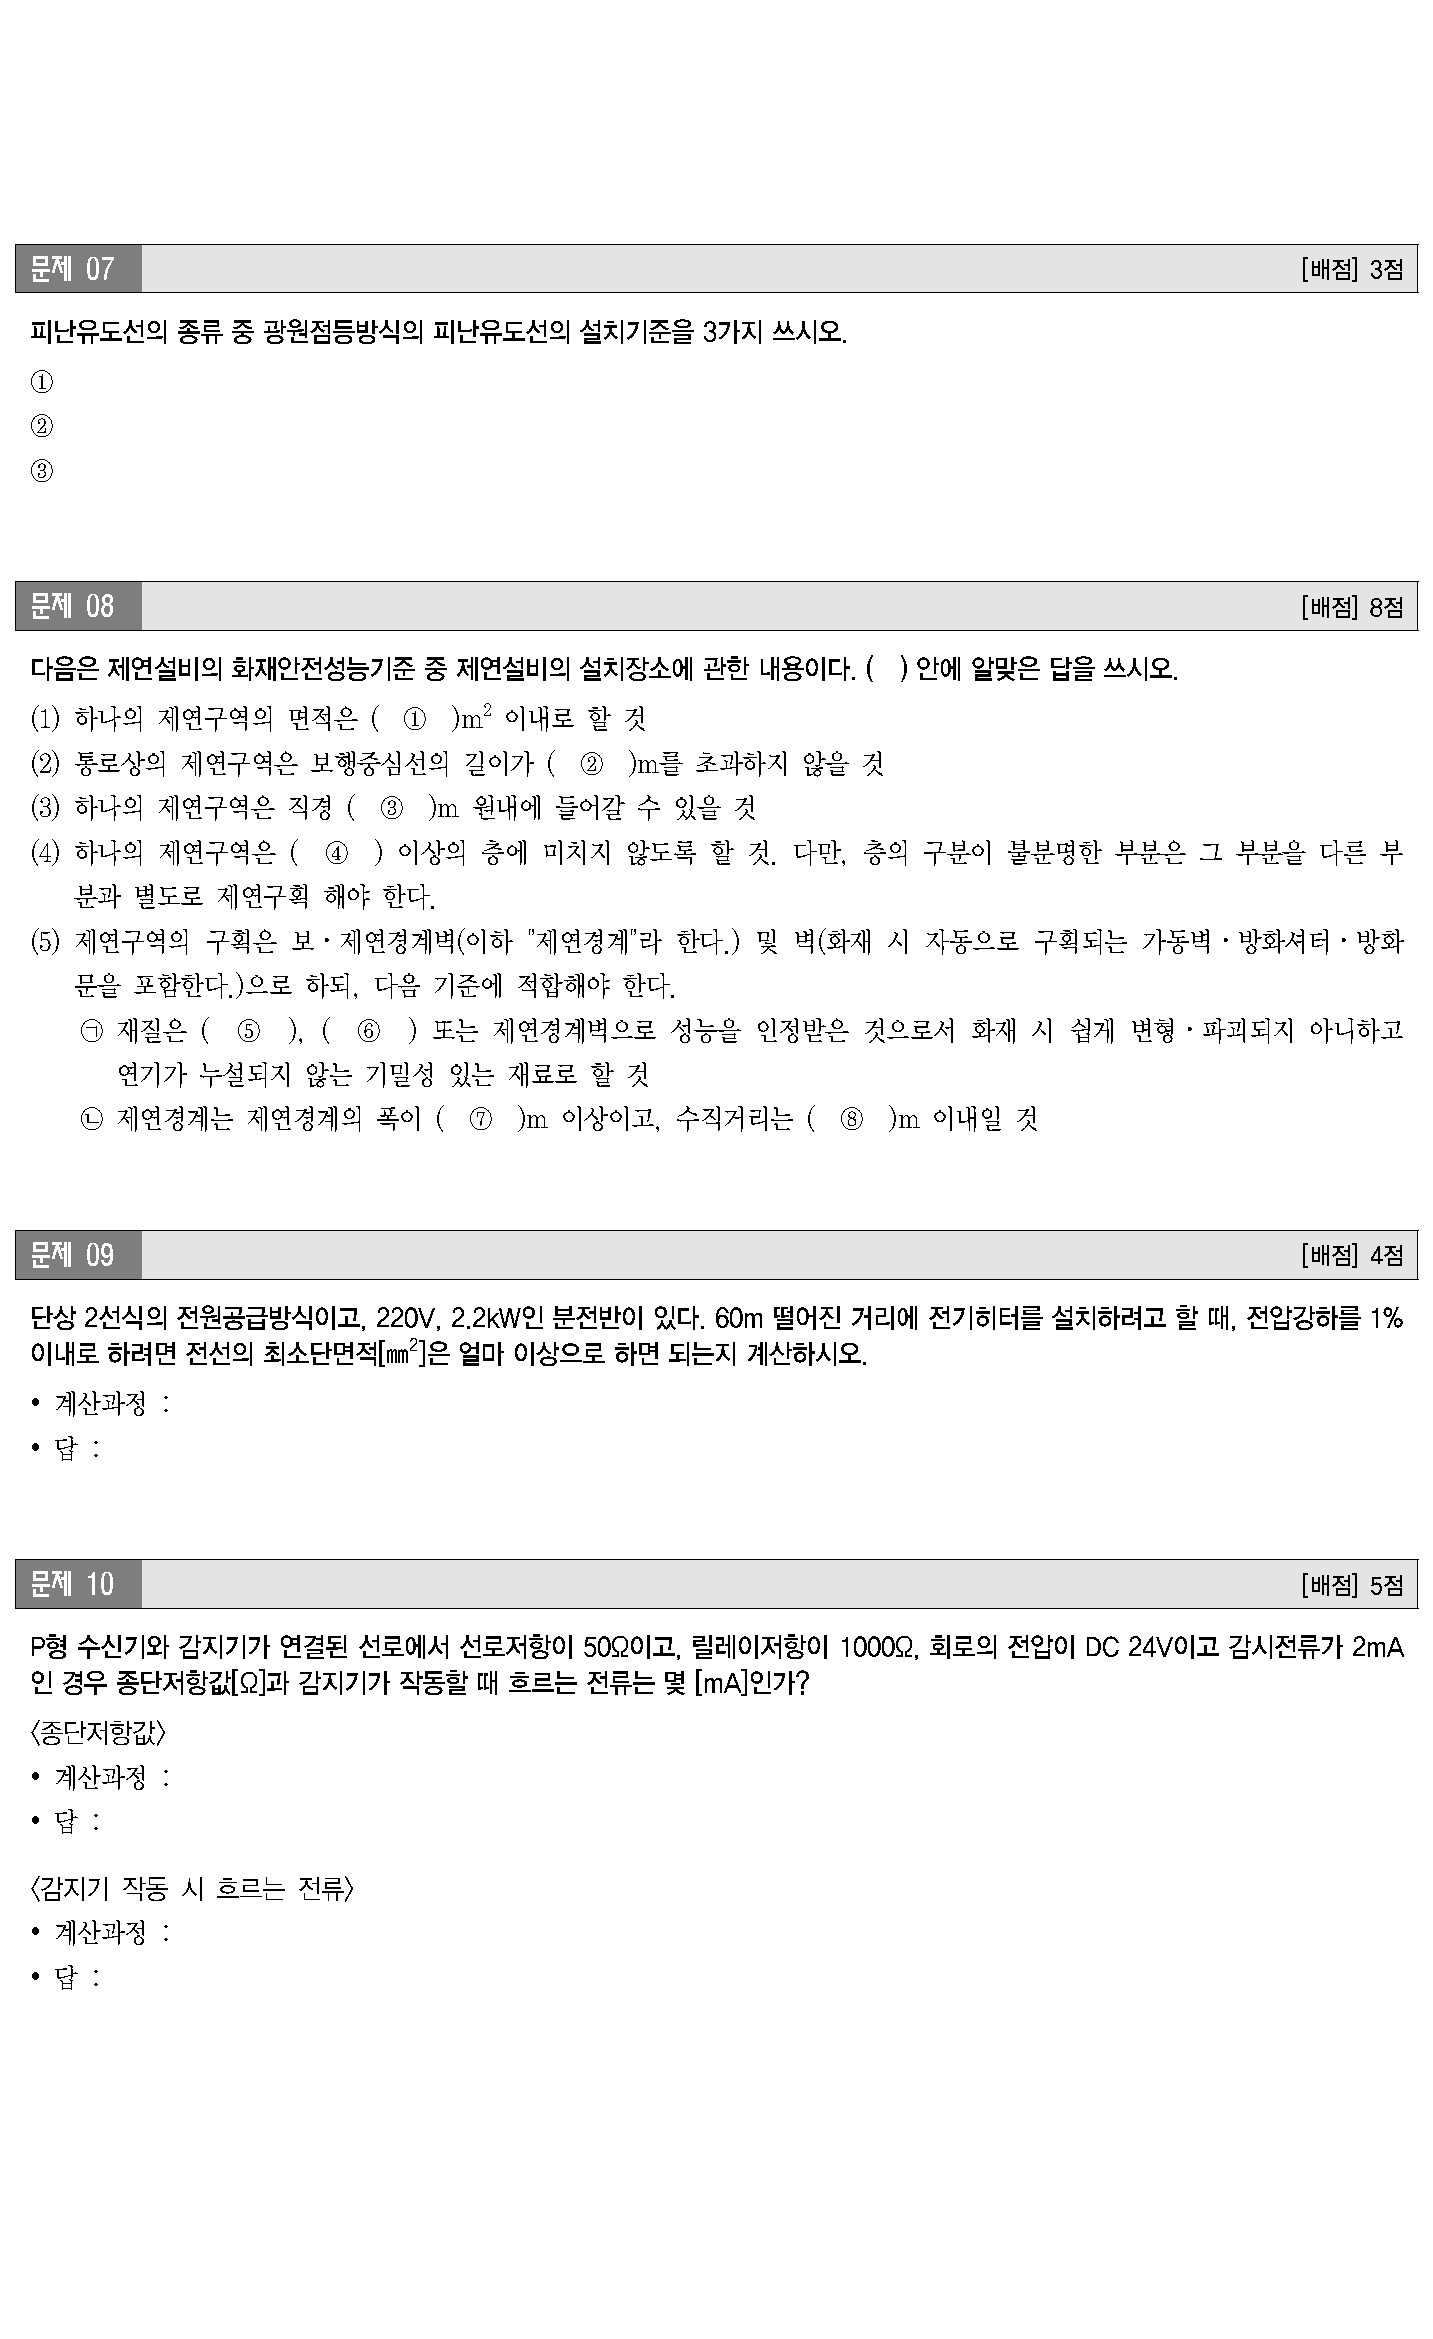 문제 07 [배점] 3점
피난유도선의 종류 중 광원점등방식의 피난유도선의 설치기준을 3가지 쓰시오.
①
②
③
문제 08 [배점] 8점
다음은 제연설비의 화재안전성능기준 중 제연설비의 설치장소에 관한 내용이다. (   ) 안에 알맞은 답을 쓰시오.
(1) 하나의 제연구역의 면적은 ( ① )m² 이내로 할 것
(2) 통로상의 제연구역은 보행중심선의 길이가 ( ② )m를 초과하지 않을 것
(3) 하나의 제연구역은 직경 ( ③ )m 원내에 들어갈 수 있을 것
(4) 하나의 제연구역은 ( ④ ) 이상의 층에 미치지 않도록 할 것. 다만, 층의 구분이 불분명한 부분은 그 부분을 다른 부
분과 별도로 제연구획 해야 한다.
(5) 제연구역의 구획은 보·제연경계벽(이하 "제연경계"라 한다.) 및 벽(화재 시 자동으로 구획되는 가동벽·방화셔터·방화
문을 포함한다.)으로 하되, 다음 기준에 적합해야 한다.
㉠ 재질은 ( ⑤ ), ( ⑥ ) 또는 제연경계벽으로 성능을 인정받은 것으로서 화재 시 쉽게 변형·파괴되지 아니하고
연기가 누설되지 않는 기밀성 있는 재료로 할 것
㉡ 제연경계는 제연경계의 폭이 ( ⑦ )m 이상이고, 수직거리는 ( ⑧ )m 이내일 것
문제 09 [배점] 4점
단상 2선식의 전원공급방식이고, 220V, 2.2kW인 분전반이 있다. 60m 떨어진 거리에 전기히터를 설치하려고 할 때, 전압강하를 1%
이내로 하려면 전선의 최소단면적[㎜²]은 얼마 이상으로 하면 되는지 계산하시오.
• 계산과정 :
• 답 :
문제 10 [배점] 5점
P형 수신기와 감지기가 연결된 선로에서 선로저항이 50Ω이고, 릴레이저항이 1000Ω, 회로의 전압이 DC 24V이고 감시전류가 2mA
인 경우 종단저항값[Ω]과 감지기가 작동할 때 흐르는 전류는 몇 [mA]인가?
〈종단저항값〉
• 계산과정 :
• 답 :
〈감지기 작동 시 흐르는 전류〉
• 계산과정 :
• 답 :